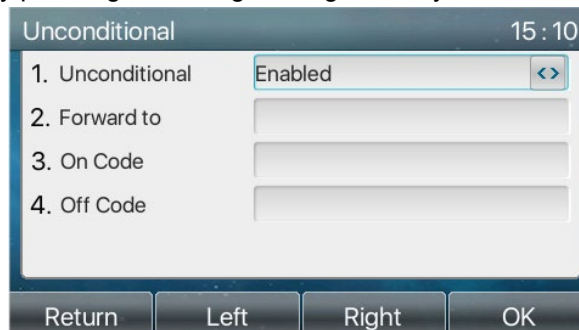 Unconditional 15:10
1. Unconditional Enabled <>
2. Forward to
3. On Code
4. Off Code
Return Left Right OK